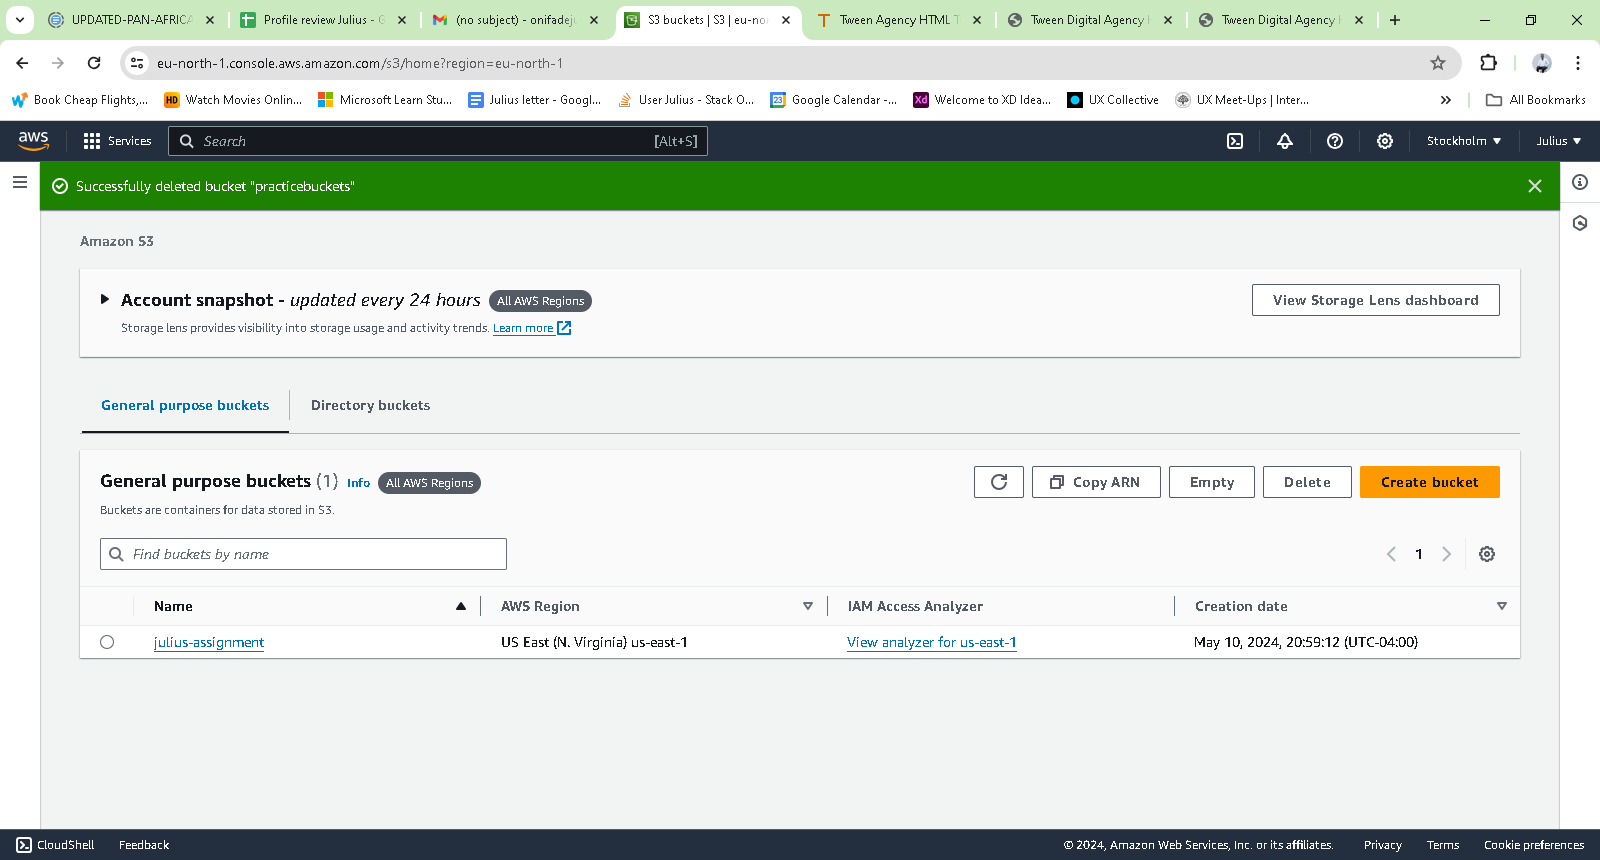 UPDATED-PAN-AFRICA
Profile review Julius - G
(no subject) - onifadeju
S3 buckets | S3 | eu-nor
Tween Agency HTML T
Tween Digital Agency H
Tween Digital Agency H
eu-north-1.console.aws.amazon.com/s3/home?region=eu-north-1
Book Cheap Flights,...
Watch Movies Onlin...
Microsoft Learn Stu...
Julius letter - Googl...
User Julius - Stack O...
Google Calendar -...
Welcome to XD Idea...
UX Collective
UX Meet-Ups | Inter...
All Bookmarks
aws
Services
Search
[Alt+S]
Stockholm
Julius
Successfully deleted bucket "practicebuckets"
Amazon S3
Account snapshot - updated every 24 hours All AWS Regions
View Storage Lens dashboard
Storage lens provides visibility into storage usage and activity trends. Learn more
General purpose buckets
Directory buckets
General purpose buckets (1) Info All AWS Regions
Copy ARN
Empty
Delete
Create bucket
Buckets are containers for data stored in S3.
Find buckets by name
1
Name
AWS Region
IAM Access Analyzer
Creation date
julius-assignment
US East (N. Virginia) us-east-1
View analyzer for us-east-1
May 10, 2024, 20:59:12 (UTC-04:00)
CloudShell
Feedback
© 2024, Amazon Web Services, Inc. or its affiliates.
Privacy
Terms
Cookie preferences